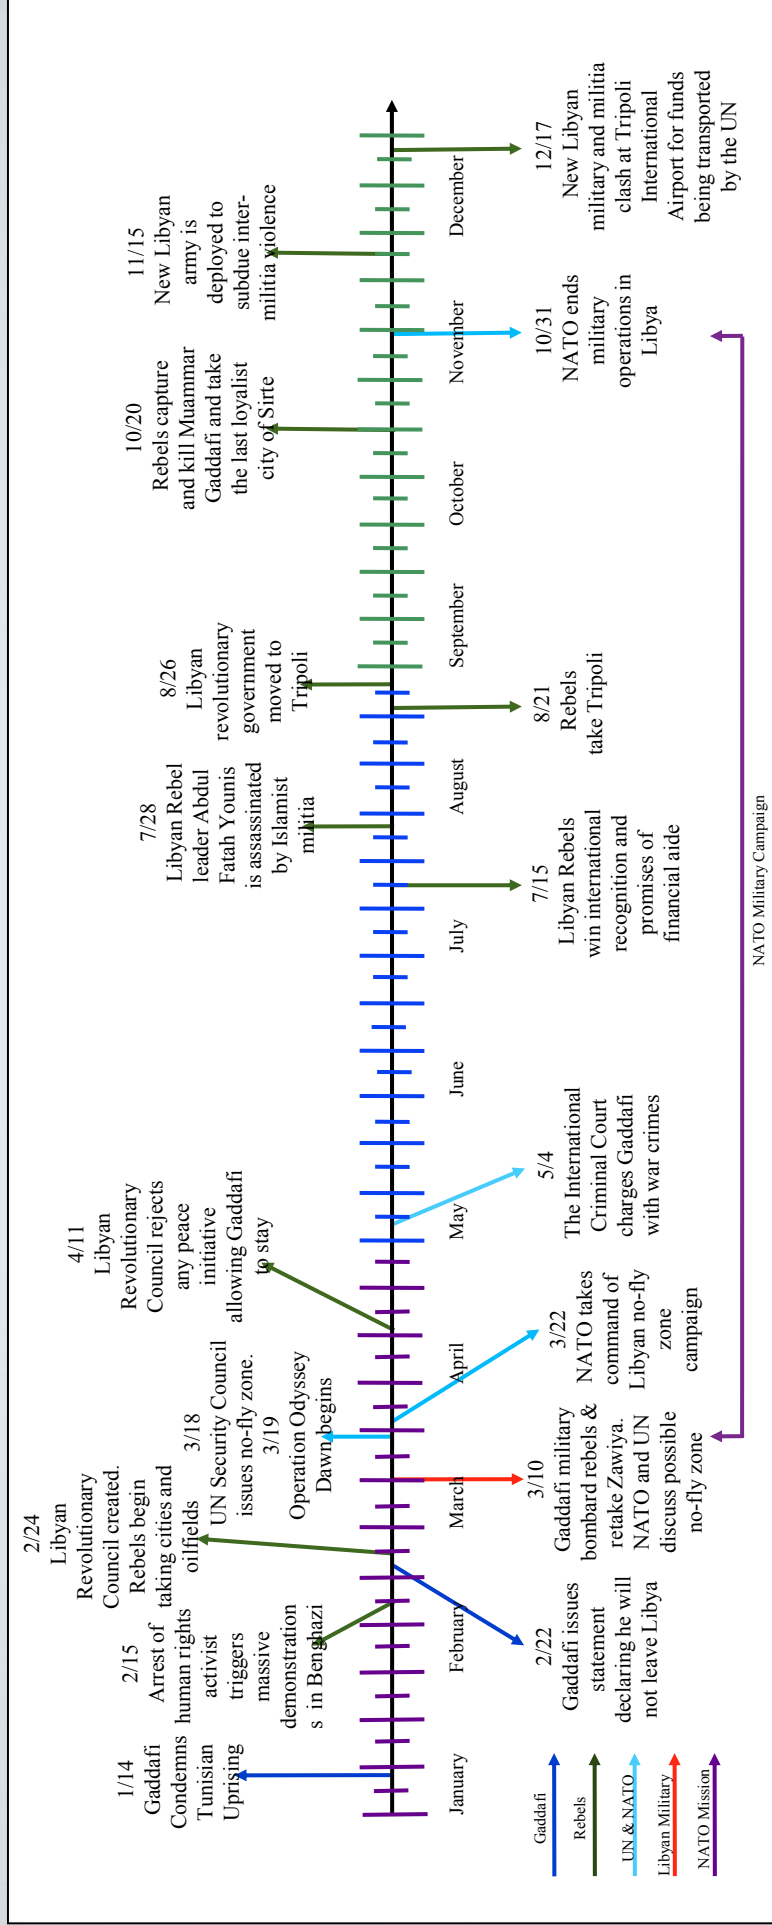 1/14
Gaddafi
Condemns
Tunisian
Uprising
2/15
Arrest of
human rights
activist
triggers
massive
demonstration
s in Benghazi
2/24
Libyan
Revolutionary
Council created.
Rebels begin
taking cities and
oilfields
3/18
UN Security Council
issues no-fly zone.
3/19
Operation Odyssey
Dawn begins
4/11
Libyan
Revolutionary
Council rejects
any peace
initiative
allowing Gaddafi
to stay
7/28
Libyan Rebel
leader Abdul
Fatah Younis
is assassinated
by Islamist
militia
8/26
Libyan
revolutionary
government
moved to
Tripoli
10/20
Rebels capture
and kill Muammar
Gaddafi and take
the last loyalist
city of Sirte
11/15
New Libyan
army is
deployed to
subdue inter-
militia violence
January
February
March
April
May
June
July
August
September
October
November
December
2/22
Gaddafi issues
statement
declaring he will
not leave Libya
3/10
Gaddafi military
bombard rebels &
retake Zawiya.
NATO and UN
discuss possible
no-fly zone
3/22
NATO takes
command of
Libyan no-fly
zone
campaign
5/4
The International
Criminal Court
charges Gaddafi
with war crimes
7/15
Libyan Rebels
win international
recognition and
promises of
financial aide
8/21
Rebels
take Tripoli
10/31
NATO ends
military
operations in
Libya
12/17
New Libyan
military and militia
clash at Tripoli
International
Airport for funds
being transported
by the UN
Gaddafi
Rebels
UN & NATO
Libyan Military
NATO Mission
NATO Military Campaign